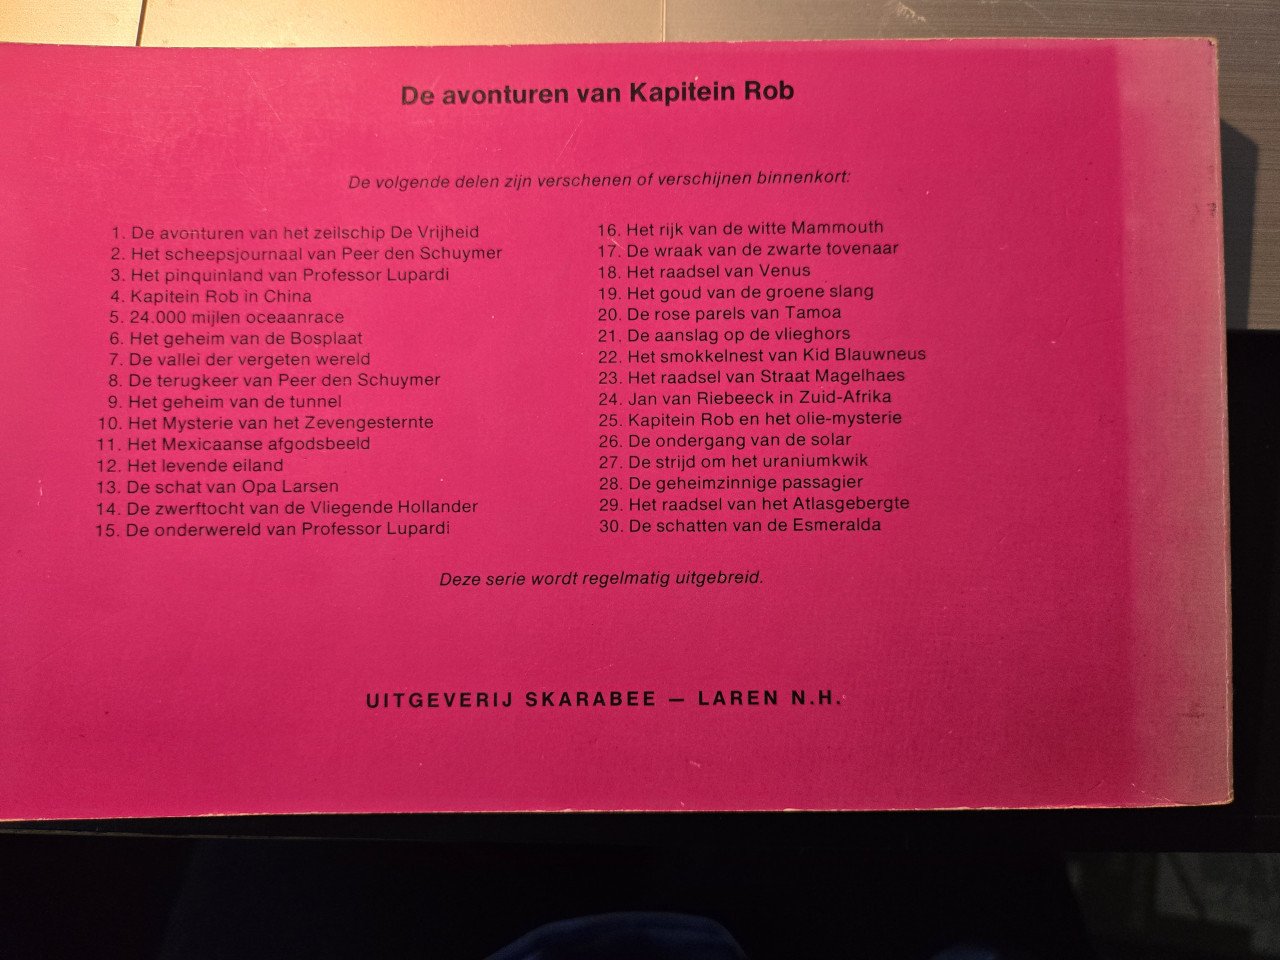 De avonturen van Kapitein Rob
De volgende delen zijn verschenen of verschijnen binnenkort:
1. De avonturen van het zeilschip De Vrijheid
2. Het scheepsjournaal van Peer den Schuymer
3. Het pinquinland van Professor Lupardi
4. Kapitein Rob in China
5. 24.000 mijlen oceaanrace
6. Het geheim van de Bosplaat
7. De vallei der vergeten wereld
8. De terugkeer van Peer den Schuymer
9. Het geheim van de tunnel
10. Het Mysterie van het Zevengesternte
11. Het Mexicaanse afgodsbeeld
12. Het levende eiland
13. De schat van Opa Larsen
14. De zwerftocht van de Vliegende Hollander
15. De onderwereld van Professor Lupardi
16. Het rijk van de witte Mammouth
17. De wraak van de zwarte tovenaar
18. Het raadsel van Venus
19. Het goud van de groene slang
20. De rose parels van Tamoa
21. De aanslag op de vlieghors
22. Het smokkelnest van Kid Blauwneus
23. Het raadsel van Straat Magelhaes
24. Jan van Riebeeck in Zuid-Afrika
25. Kapitein Rob en het olie-mysterie
26. De ondergang van de solar
27. De strijd om het uraniumkwik
28. De geheimzinnige passagier
29. Het raadsel van het Atlasgebergte
30. De schatten van de Esmeralda
Deze serie wordt regelmatig uitgebreid.
UITGEVERIJ SKARABEE — LAREN N.H.